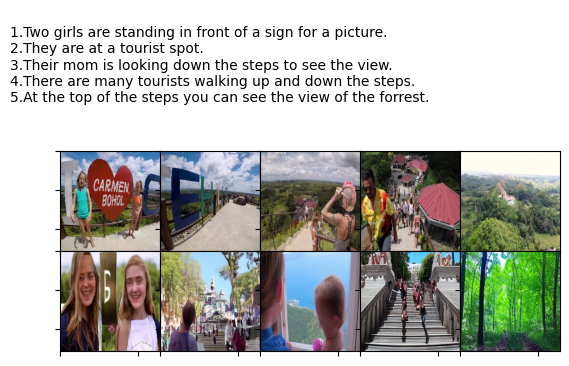 1.Two girls are standing in front of a sign for a picture.
2.They are at a tourist spot.
3.Their mom is looking down the steps to see the view.
4.There are many tourists walking up and down the steps.
5.At the top of the steps you can see the view of the forrest.
I CARMEN, C EH
BOHOL
G